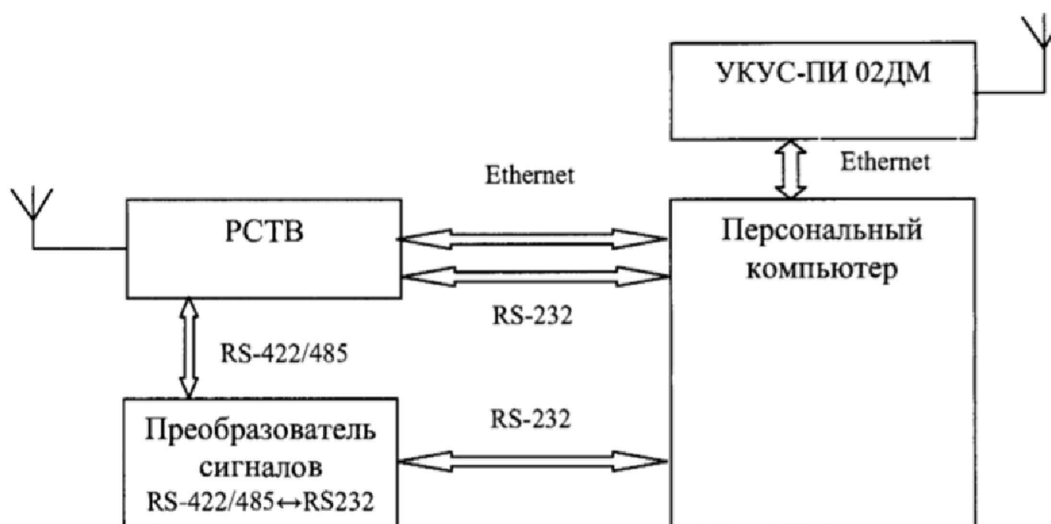 УКУС-ПИ 02ДМ
Ethernet
Ethernet
РСТВ
Персональный
компьютер
RS-232
RS-422/485
RS-232
Преобразователь
сигналов
RS-422/485↔RS232